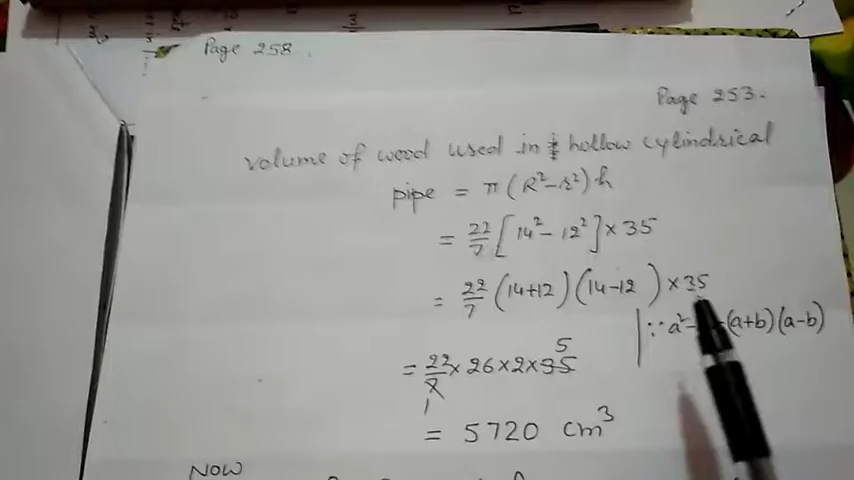 Page 258.
Page 253.
volume of wood used in hollow cylindrical
pipe = π(R²-r²)h
= 22/7 [14² - 12²] × 35
= 22/7 (14+12)(14-12) × 35
∵ a² - (a+b)(a-b)
= 22/7 × 26 × 2 × 35 5
1
= 5720 cm³
NOW